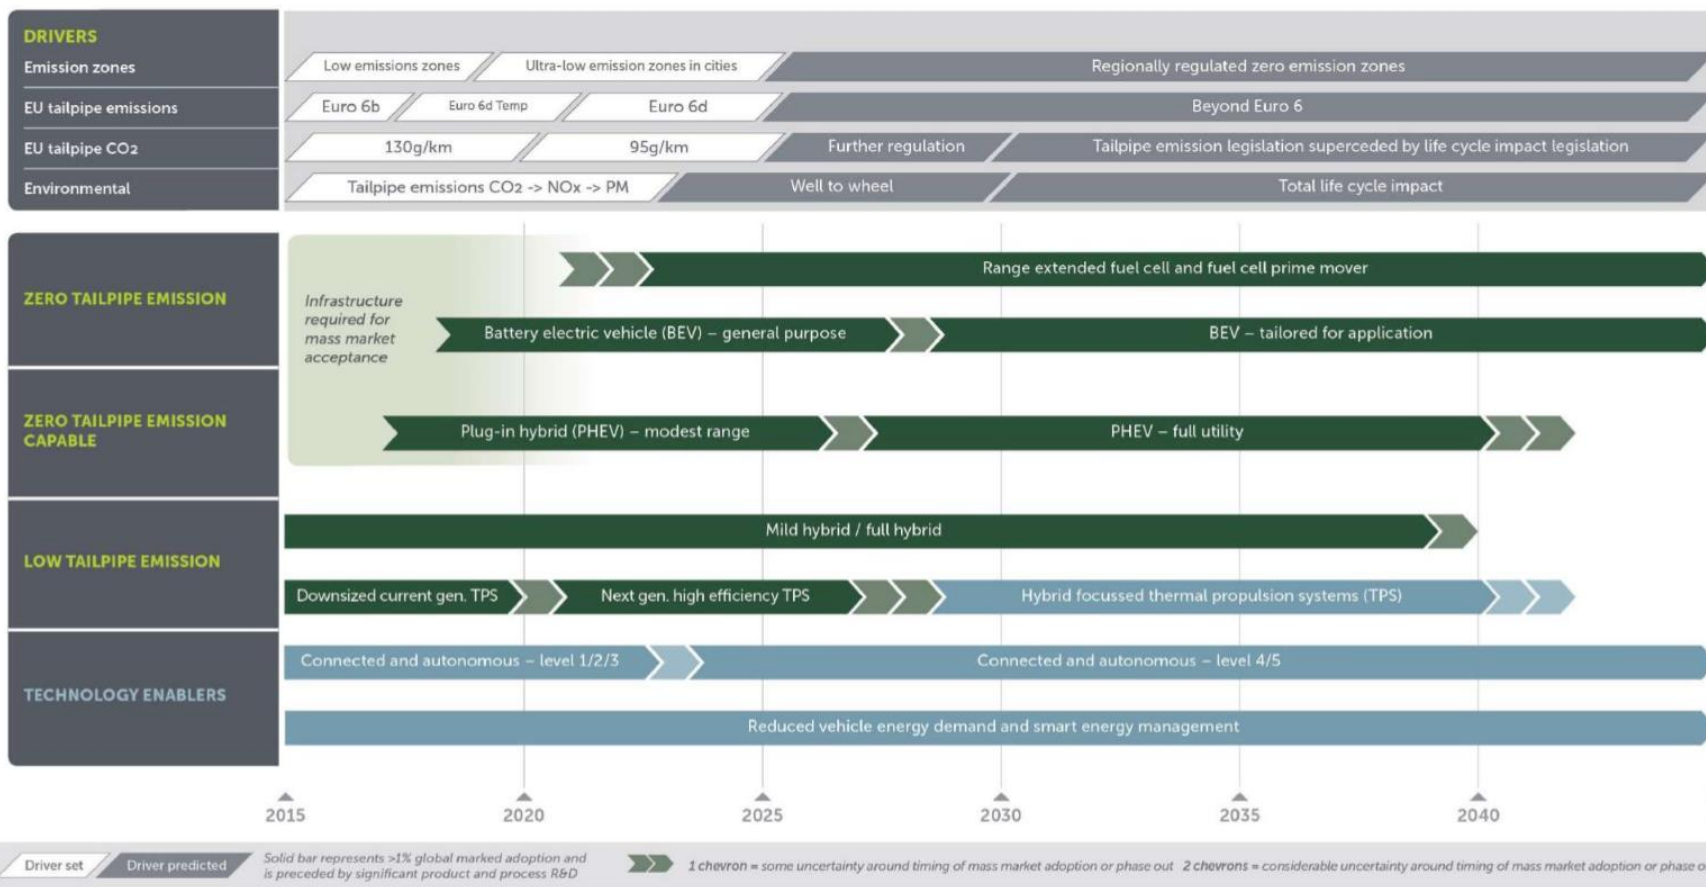 DRIVERS
Emission zones
Low emissions zones
Ultra-low emission zones in cities
Regionally regulated zero emission zones
EU tailpipe emissions
Euro 6b
Euro 6d Temp
Euro 6d
Beyond Euro 6
EU tailpipe CO2
130g/km
95g/km
Further regulation
Tailpipe emission legislation superceded by life cycle impact legislation
Environmental
Tailpipe emissions CO2 -> NOx -> PM
Well to wheel
Total life cycle impact
ZERO TAILPIPE EMISSION
Infrastructure
required for
mass market
acceptance
Range extended fuel cell and fuel cell prime mover
Battery electric vehicle (BEV) – general purpose
BEV – tailored for application
ZERO TAILPIPE EMISSION
CAPABLE
Plug-in hybrid (PHEV) – modest range
PHEV – full utility
LOW TAILPIPE EMISSION
Mild hybrid / full hybrid
Downsized current gen. TPS
Next gen. high efficiency TPS
Hybrid focussed thermal propulsion systems (TPS)
TECHNOLOGY ENABLERS
Connected and autonomous – level 1/2/3
Connected and autonomous – level 4/5
Reduced vehicle energy demand and smart energy management
2015
2020
2025
2030
2035
2040
Driver set
Driver predicted
Solid bar represents >1% global marked adoption and
is preceded by significant product and process R&D
1 chevron = some uncertainty around timing of mass market adoption or phase out 2 chevrons = considerable uncertainty around timing of mass market adoption or phase o